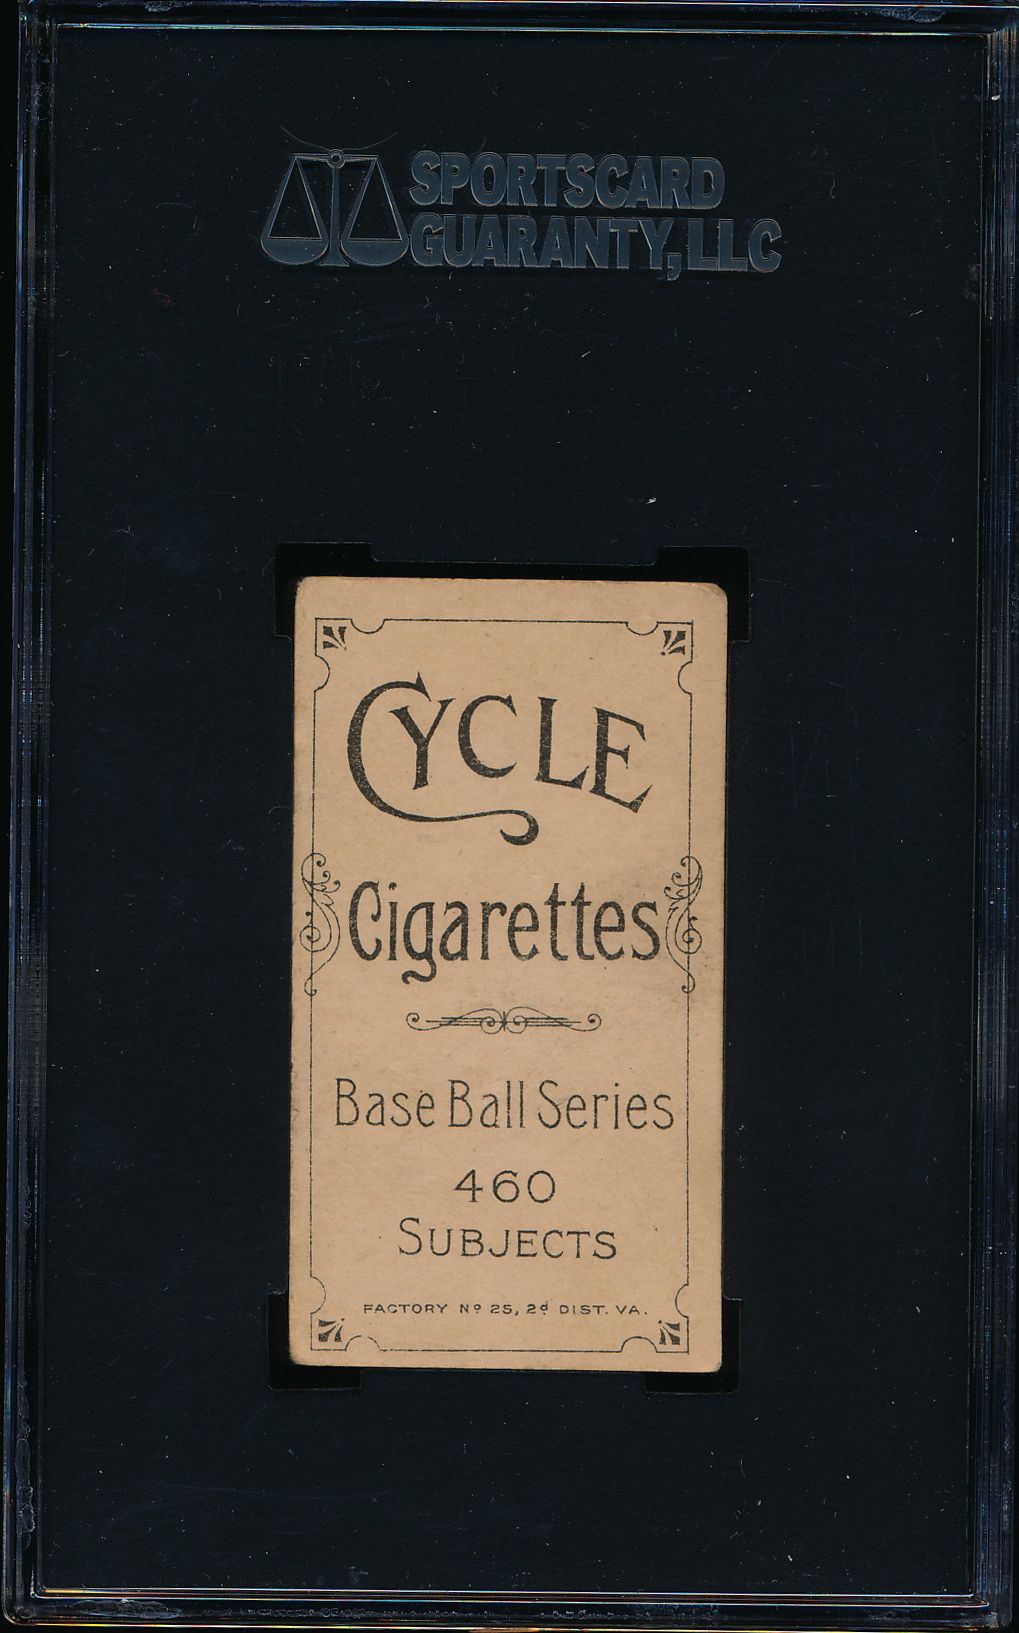 SPORTSCARD
GUARANTY, LLC
CYCLE
Cigarettes
Base Ball Series
460
SUBJECTS
FACTORY Nº 25, 2d DIST. VA.